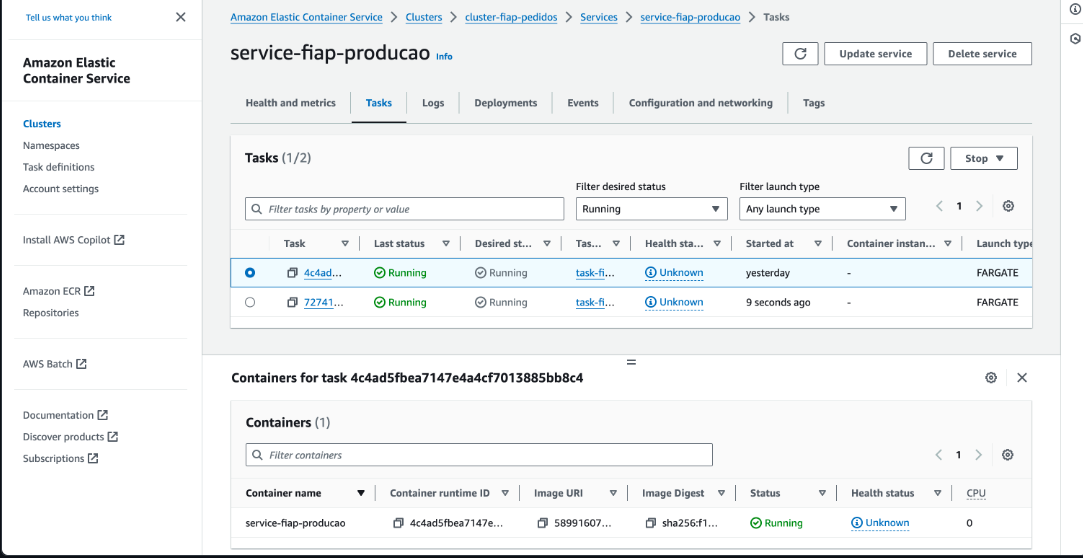 Tell us what you think
Amazon Elastic Container Service
Clusters
Namespaces
Task definitions
Account settings
Install AWS Copilot
Amazon ECR
Repositories
AWS Batch
Documentation
Discover products
Subscriptions
Amazon Elastic Container Service > Clusters > cluster-fiap-pedidos > Services > service-fiap-producao > Tasks
service-fiap-producao Info
Update service Delete service
Health and metrics Tasks Logs Deployments Events Configuration and networking Tags
Tasks (1/2)
Stop
Filter desired status Filter launch type
Filter tasks by property or value Running Any launch type 1
Task Last status Desired st... Tas... Health sta... Started at Container instan... Launch type
4c4ad... Running Running task-fi... Unknown yesterday - FARGATE
72741... Running Running task-fi... Unknown 9 seconds ago - FARGATE
Containers for task 4c4ad5fbea7147e4a4cf7013885bb8c4
Containers (1)
Filter containers 1
Container name Container runtime ID Image URI Image Digest Status Health status CPU
service-fiap-producao 4c4ad5fbea7147e... 58991607... sha256:f1... Running Unknown 0